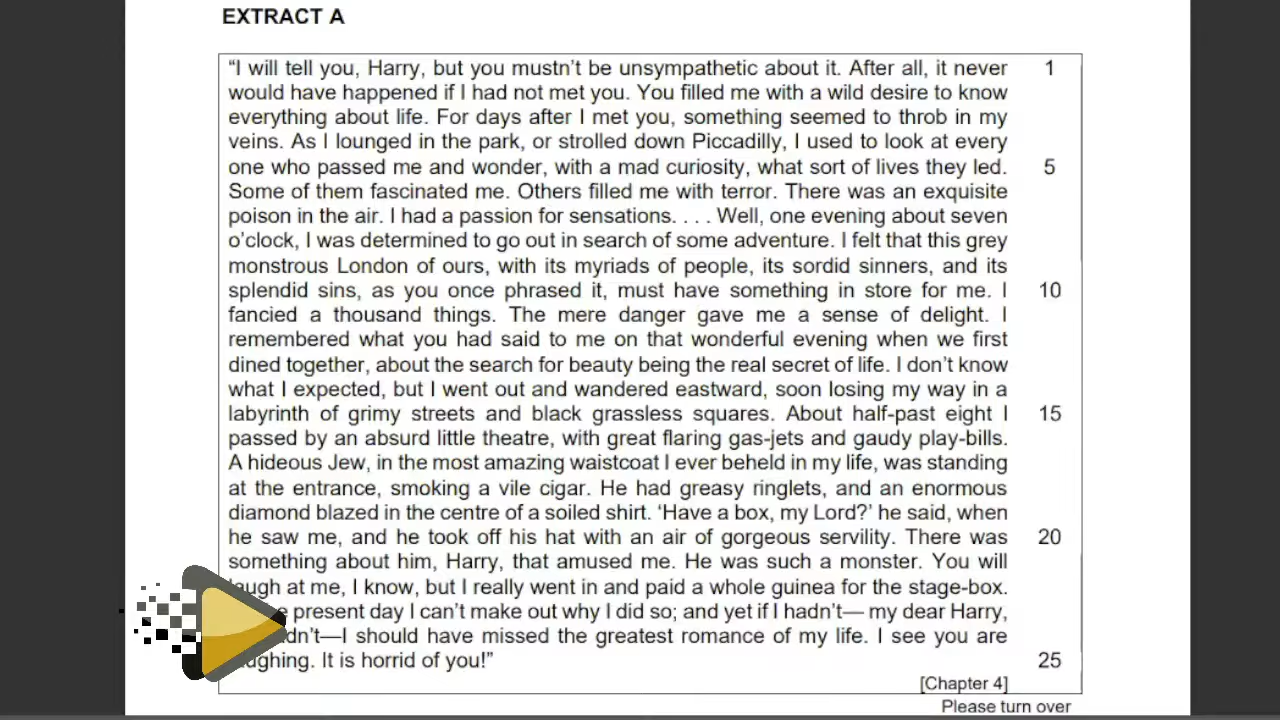 EXTRACT A
“I will tell you, Harry, but you mustn’t be unsympathetic about it. After all, it never 1
would have happened if I had not met you. You filled me with a wild desire to know
everything about life. For days after I met you, something seemed to throb in my
veins. As I lounged in the park, or strolled down Piccadilly, I used to look at every
one who passed me and wonder, with a mad curiosity, what sort of lives they led. 5
Some of them fascinated me. Others filled me with terror. There was an exquisite
poison in the air. I had a passion for sensations. . . . Well, one evening about seven
o’clock, I was determined to go out in search of some adventure. I felt that this grey
monstrous London of ours, with its myriads of people, its sordid sinners, and its
splendid sins, as you once phrased it, must have something in store for me. I 10
fancied a thousand things. The mere danger gave me a sense of delight. I
remembered what you had said to me on that wonderful evening when we first
dined together, about the search for beauty being the real secret of life. I don’t know
what I expected, but I went out and wandered eastward, soon losing my way in a
labyrinth of grimy streets and black grassless squares. About half-past eight I 15
passed by an absurd little theatre, with great flaring gas-jets and gaudy play-bills.
A hideous Jew, in the most amazing waistcoat I ever beheld in my life, was standing
at the entrance, smoking a vile cigar. He had greasy ringlets, and an enormous
diamond blazed in the centre of a soiled shirt. ‘Have a box, my Lord?’ he said, when
he saw me, and he took off his hat with an air of gorgeous servility. There was 20
something about him, Harry, that amused me. He was such a monster. You will
laugh at me, I know, but I really went in and paid a whole guinea for the stage-box.
present day I can’t make out why I did so; and yet if I hadn’t— my dear Harry,
I should have missed the greatest romance of my life. I see you are
It is horrid of you!” 25
[Chapter 4]
Please turn over